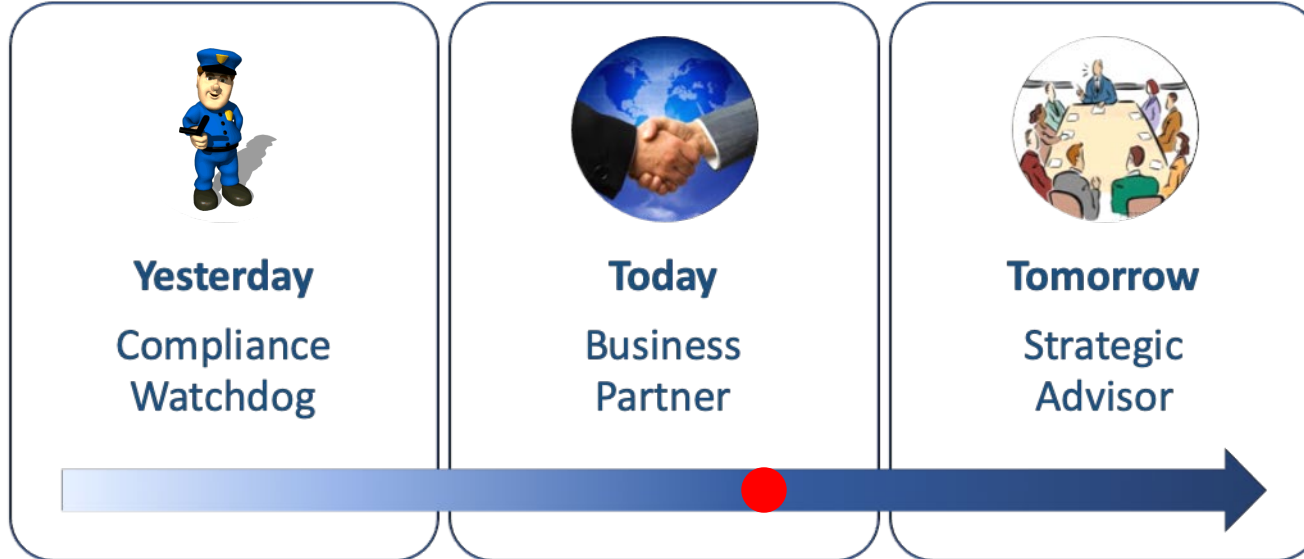 Yesterday
Compliance
Watchdog
Today
Business
Partner
Tomorrow
Strategic
Advisor